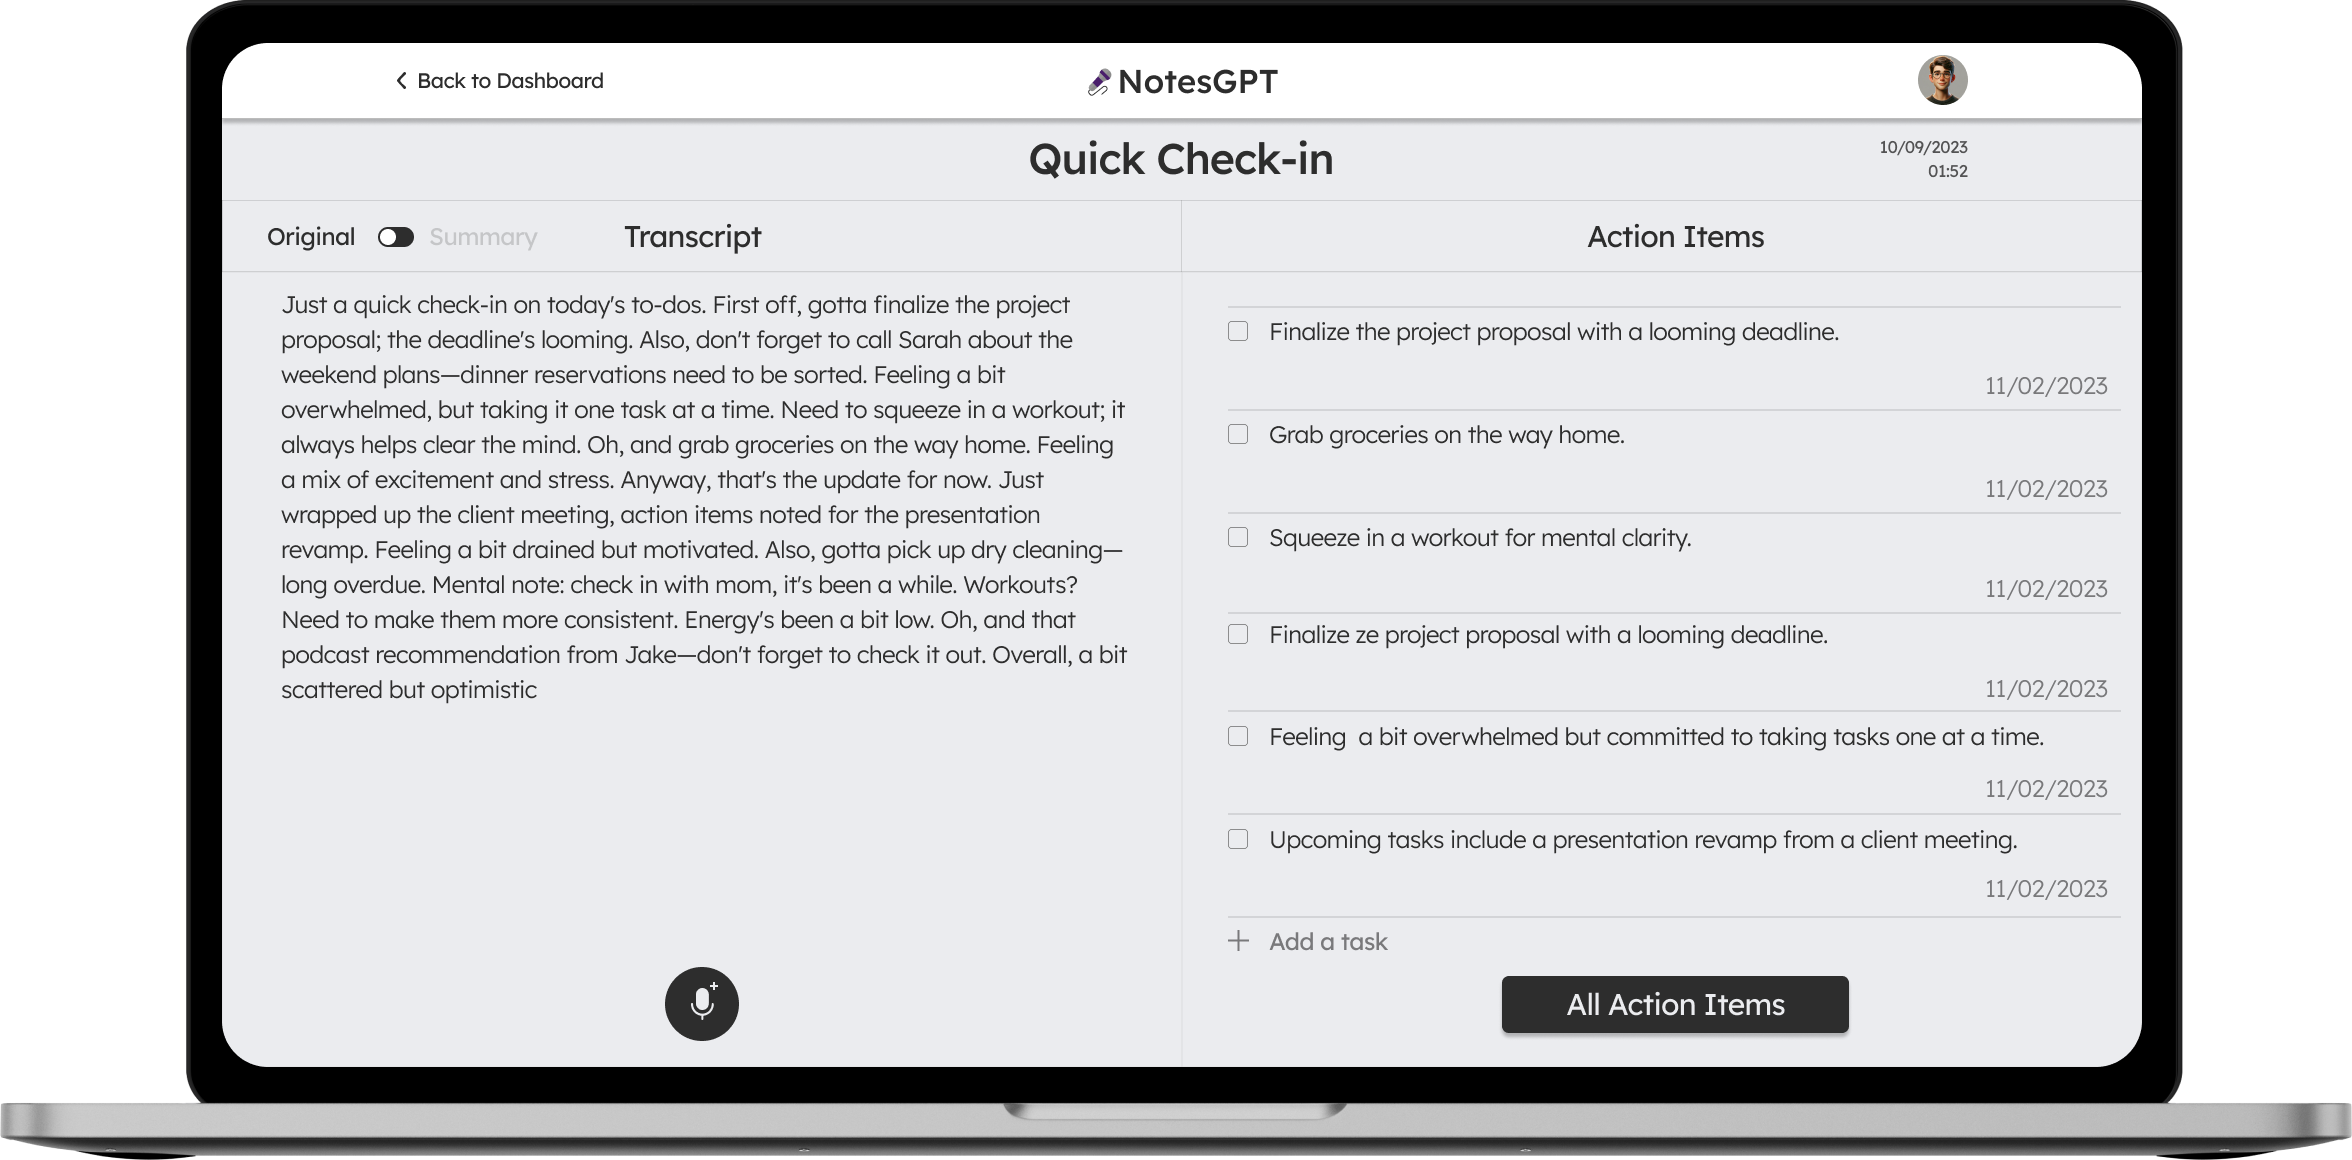 Back to Dashboard
NotesGPT
Quick Check-in
10/09/2023
01:52
Original
Summary
Transcript
Action Items
Just a quick check-in on today's to-dos. First off, gotta finalize the project
proposal; the deadline's looming. Also, don't forget to call Sarah about the
weekend plans—dinner reservations need to be sorted. Feeling a bit
overwhelmed, but taking it one task at a time. Need to squeeze in a workout; it
always helps clear the mind. Oh, and grab groceries on the way home. Feeling
a mix of excitement and stress. Anyway, that's the update for now. Just
wrapped up the client meeting, action items noted for the presentation
revamp. Feeling a bit drained but motivated. Also, gotta pick up dry cleaning—
long overdue. Mental note: check in with mom, it's been a while. Workouts?
Need to make them more consistent. Energy's been a bit low. Oh, and that
podcast recommendation from Jake—don't forget to check it out. Overall, a bit
scattered but optimistic
Finalize the project proposal with a looming deadline.
11/02/2023
Grab groceries on the way home.
11/02/2023
Squeeze in a workout for mental clarity.
11/02/2023
Finalize ze project proposal with a looming deadline.
11/02/2023
Feeling  a bit overwhelmed but committed to taking tasks one at a time.
11/02/2023
Upcoming tasks include a presentation revamp from a client meeting.
11/02/2023
Add a task
All Action Items